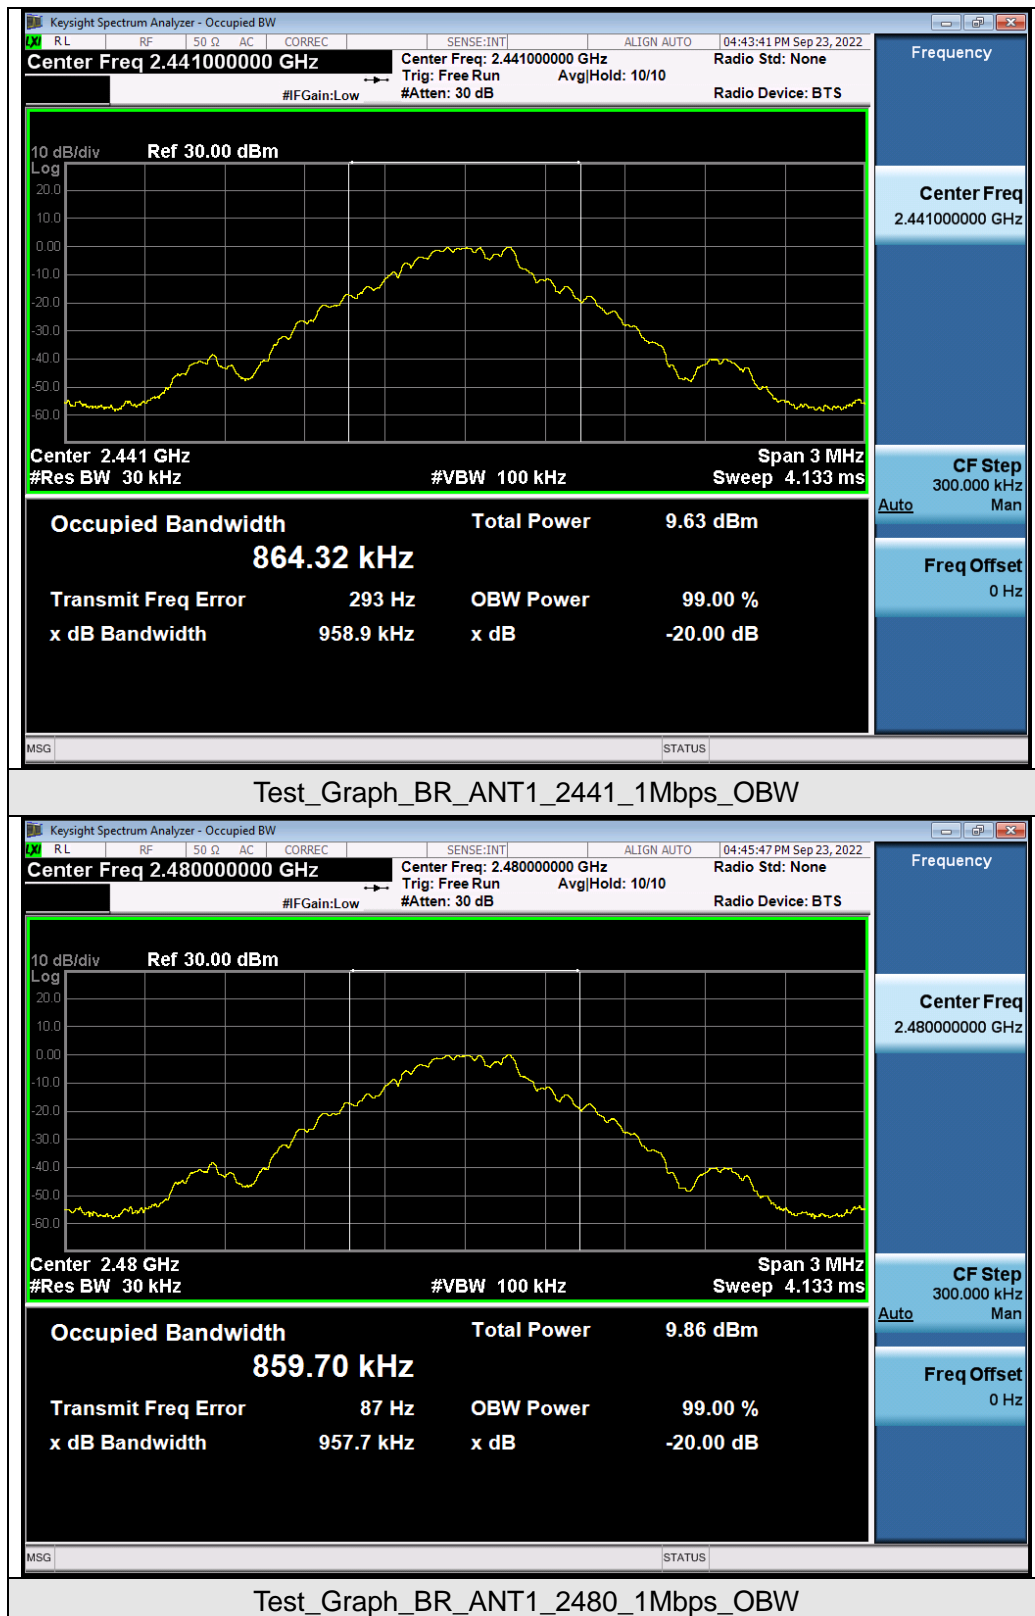 Keysight Spectrum Analyzer - Occupied BW
LXI RL RF 50 Ω AC CORREC SENSE:INT ALIGN AUTO 04:43:41 PM Sep 23, 2022
Center Freq 2.441000000 GHz Center Freq: 2.441000000 GHz Radio Std: None
Trig: Free Run Avg|Hold: 10/10
#IFGain:Low #Atten: 30 dB Radio Device: BTS
Frequency
10 dB/div Ref 30.00 dBm
Log
20.0
10.0
0.00
-10.0
-20.0
-30.0
-40.0
-50.0
-60.0
Center Freq
2.441000000 GHz
Center 2.441 GHz Span 3 MHz
#Res BW 30 kHz #VBW 100 kHz Sweep 4.133 ms
CF Step
300.000 kHz
Auto Man
Occupied Bandwidth Total Power 9.63 dBm
864.32 kHz
Transmit Freq Error 293 Hz OBW Power 99.00 %
x dB Bandwidth 958.9 kHz x dB -20.00 dB
Freq Offset
0 Hz
MSG STATUS
Test_Graph_BR_ANT1_2441_1Mbps_OBW
Keysight Spectrum Analyzer - Occupied BW
LXI RL RF 50 Ω AC CORREC SENSE:INT ALIGN AUTO 04:45:47 PM Sep 23, 2022
Center Freq 2.480000000 GHz Center Freq: 2.480000000 GHz Radio Std: None
Trig: Free Run Avg|Hold: 10/10
#IFGain:Low #Atten: 30 dB Radio Device: BTS
Frequency
10 dB/div Ref 30.00 dBm
Log
20.0
10.0
0.00
-10.0
-20.0
-30.0
-40.0
-50.0
-60.0
Center Freq
2.480000000 GHz
Center 2.48 GHz Span 3 MHz
#Res BW 30 kHz #VBW 100 kHz Sweep 4.133 ms
CF Step
300.000 kHz
Auto Man
Occupied Bandwidth Total Power 9.86 dBm
859.70 kHz
Transmit Freq Error 87 Hz OBW Power 99.00 %
x dB Bandwidth 957.7 kHz x dB -20.00 dB
Freq Offset
0 Hz
MSG STATUS
Test_Graph_BR_ANT1_2480_1Mbps_OBW